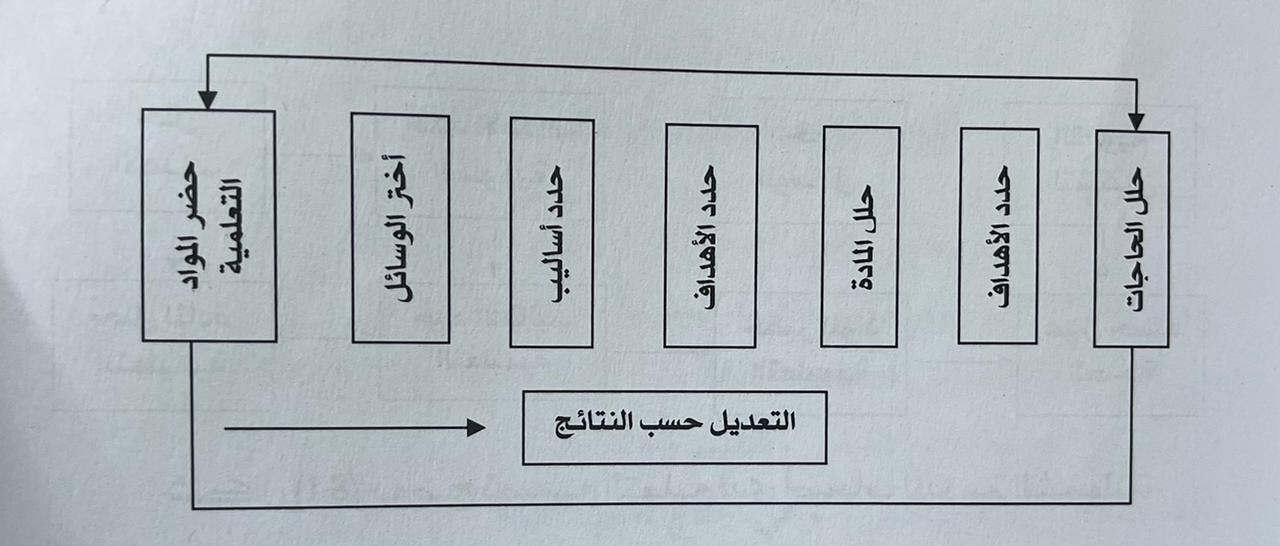 حلل الحاجات
حدد الأهداف
حلل المادة
حدد الأهداف
حدد أساليب
أختر الوسائل
حضر المواد
التعلمية
التعديل حسب النتائج